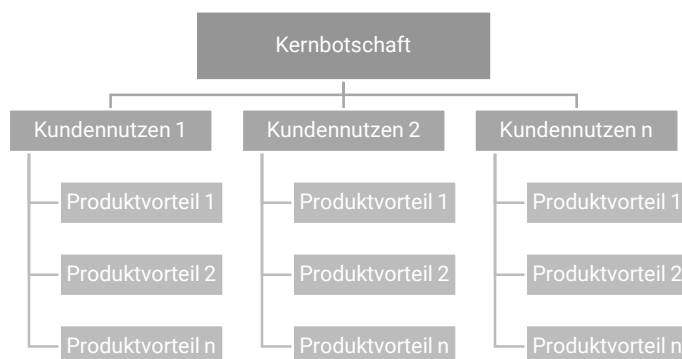 Kernbotschaft
Kundennutzen 1
Produktvorteil 1
Produktvorteil 2
Produktvorteil n
Kundennutzen 2
Produktvorteil 1
Produktvorteil 2
Produktvorteil n
Kundennutzen n
Produktvorteil 1
Produktvorteil 2
Produktvorteil n